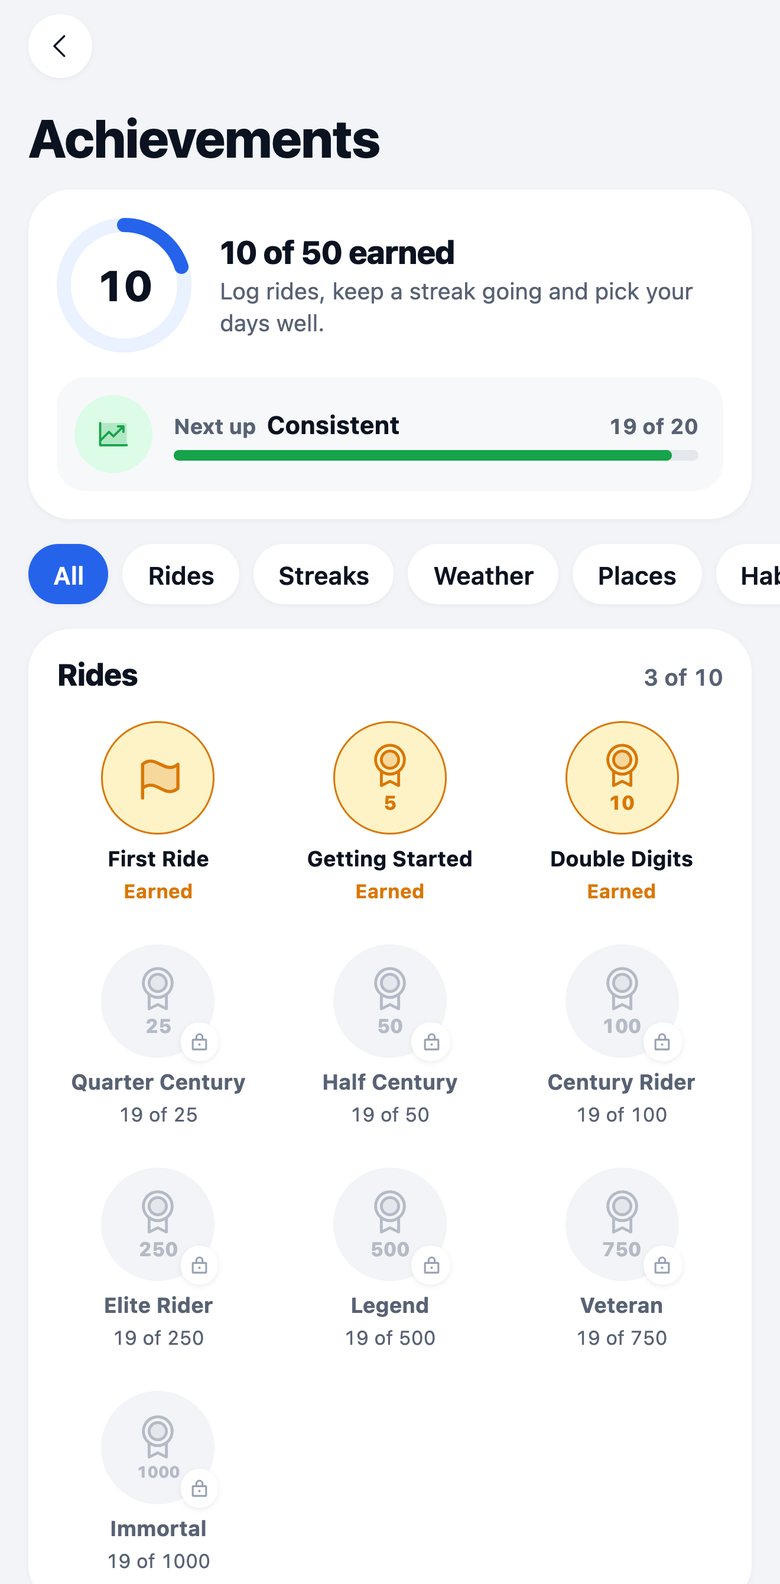 Achievements
10
10 of 50 earned
Log rides, keep a streak going and pick your
days well.
Next up Consistent 19 of 20
All Rides Streaks Weather Places Hab
Rides 3 of 10
5 10
First Ride Getting Started Double Digits
Earned Earned Earned
25 50 100
Quarter Century Half Century Century Rider
19 of 25 19 of 50 19 of 100
250 500 750
Elite Rider Legend Veteran
19 of 250 19 of 500 19 of 750
1000
Immortal
19 of 1000